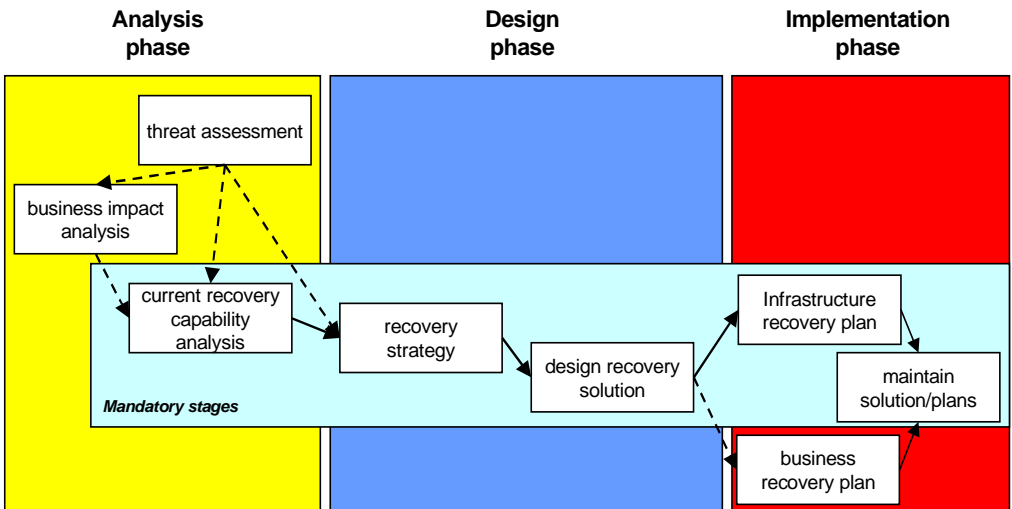 Analysis
phase
Design
phase
Implementation
phase
threat assessment
business impact
analysis
current recovery
capability
analysis
recovery
strategy
design recovery
solution
Infrastructure
recovery plan
maintain
solution/plans
Mandatory stages
business
recovery plan